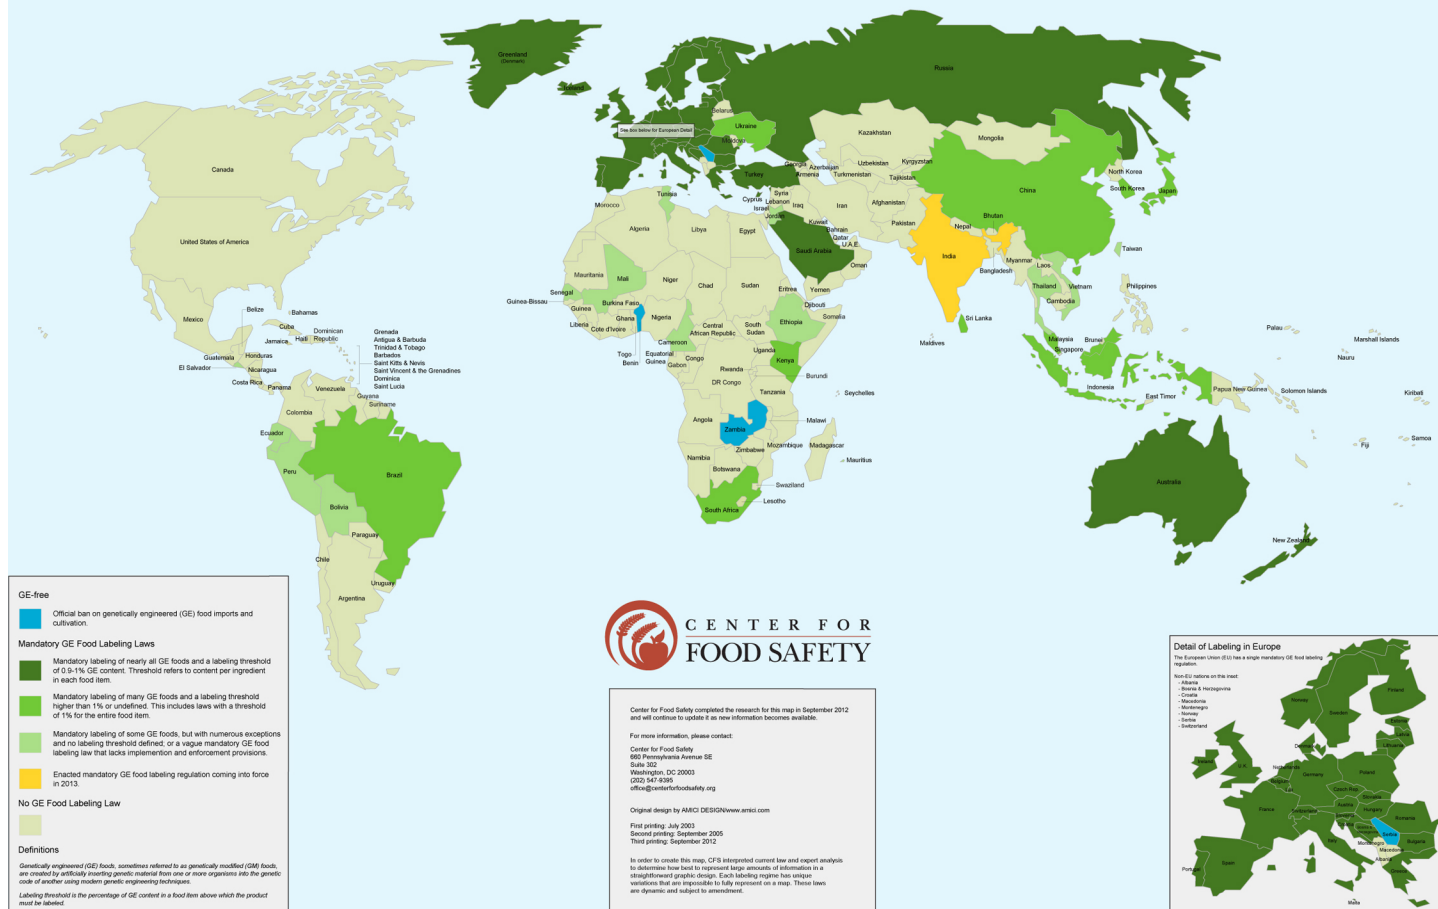 Greenland
(Denmark)
Iceland
Russia
Canada
United States of America
Mexico
Belize
Bahamas
Cuba
Dominican
Republic
Jamaica
Haiti
Guatemala
Honduras
El Salvador
Nicaragua
Costa Rica
Panama
Grenada
Antigua & Barbuda
Trinidad & Tobago
Barbados
Saint Kitts & Nevis
Saint Vincent & the Grenadines
Dominica
Saint Lucia
Venezuela
Guyana
Suriname
Colombia
Ecuador
Peru
Brazil
Bolivia
Paraguay
Chile
Uruguay
Argentina
See box below for European Detail
Belarus
Ukraine
Moldova
Georgia
Azerbaijan
Armenia
Turkey
Kazakhstan
Uzbekistan
Turkmenistan
Kyrgyzstan
Tajikistan
Mongolia
China
North Korea
South Korea
Japan
Taiwan
Cyprus
Syria
Lebanon
Israel
Jordan
Iraq
Iran
Kuwait
Bahrain
Qatar
U.A.E.
Saudi Arabia
Oman
Yemen
Afghanistan
Pakistan
Nepal
Bhutan
India
Bangladesh
Myanmar
Laos
Thailand
Vietnam
Cambodia
Philippines
Sri Lanka
Maldives
Malaysia
Singapore
Brunei
Indonesia
East Timor
Papua New Guinea
Solomon Islands
Palau
Marshall Islands
Nauru
Kiribati
Samoa
Fiji
Australia
New Zealand
Morocco
Tunisia
Algeria
Libya
Egypt
Mauritania
Mali
Niger
Chad
Sudan
Eritrea
Djibouti
Senegal
Guinea-Bissau
Guinea
Burkina Faso
Liberia
Cote d'Ivoire
Ghana
Togo
Benin
Nigeria
Cameroon
Equatorial
Guinea
Gabon
Congo
Central
African Republic
South
Sudan
Ethiopia
Somalia
Uganda
Kenya
Rwanda
Burundi
DR Congo
Tanzania
Seychelles
Angola
Zambia
Malawi
Mozambique
Zimbabwe
Madagascar
Mauritius
Namibia
Botswana
Swaziland
Lesotho
South Africa
GE-free
Official ban on genetically engineered (GE) food imports and
cultivation.
Mandatory GE Food Labeling Laws
Mandatory labeling of nearly all GE foods and a labeling threshold
of 0.9-1% GE content. Threshold refers to content per ingredient
in each food item.
Mandatory labeling of many GE foods and a labeling threshold
higher than 1% or undefined. This includes laws with a threshold
of 1% for the entire food item.
Mandatory labeling of some GE foods, but with numerous exceptions
and no labeling threshold defined; or a vague mandatory GE food
labeling law that lacks implemention and enforcement provisions.
Enacted mandatory GE food labeling regulation coming into force
in 2013.
No GE Food Labeling Law
Definitions
Genetically engineered (GE) foods, sometimes referred to as genetically modified (GM) foods,
are created by artificially inserting genetic material from one or more organisms into the genetic
code of another using modern genetic engineering techniques.
Labeling threshold is the percentage of GE content in a food item above which the product
must be labeled.
CENTER FOR
FOOD SAFETY
Center for Food Safety completed the research for this map in September 2012
and will continue to update it as new information becomes available.
For more information, please contact:
Center for Food Safety
660 Pennsylvania Avenue SE
Suite 302
Washington, DC 20003
(202) 547-9395
office@centerforfoodsafety.org
Original design by AMICI DESIGN/www.amici.com
First printing: July 2003
Second printing: September 2005
Third printing: September 2012
In order to create this map, CFS interpreted current law and expert analysis
to determine how best to represent large amounts of information in a
straightforward graphic design. Each labeling regime has unique
variations that are impossible to fully represent on a map. These laws
are dynamic and subject to amendment.
Detail of Labeling in Europe
The European Union (EU) has a single mandatory GE food labeling
regulation.
Non-EU nations on this inset:
- Albania
- Bosnia & Herzegovina
- Croatia
- Macedonia
- Montenegro
- Norway
- Serbia
- Switzerland
Norway
Sweden
Finland
Estonia
Latvia
Lithuania
Denmark
Ireland
U.K.
Netherlands
Belgium
Lux
Germany
Poland
Czech Rep
Slovakia
France
Switzerland
Austria
Hungary
Slovenia
Croatia
Romania
Serbia
Montenegro
Bulgaria
Macedonia
Albania
Italy
Greece
Portugal
Spain
Malta